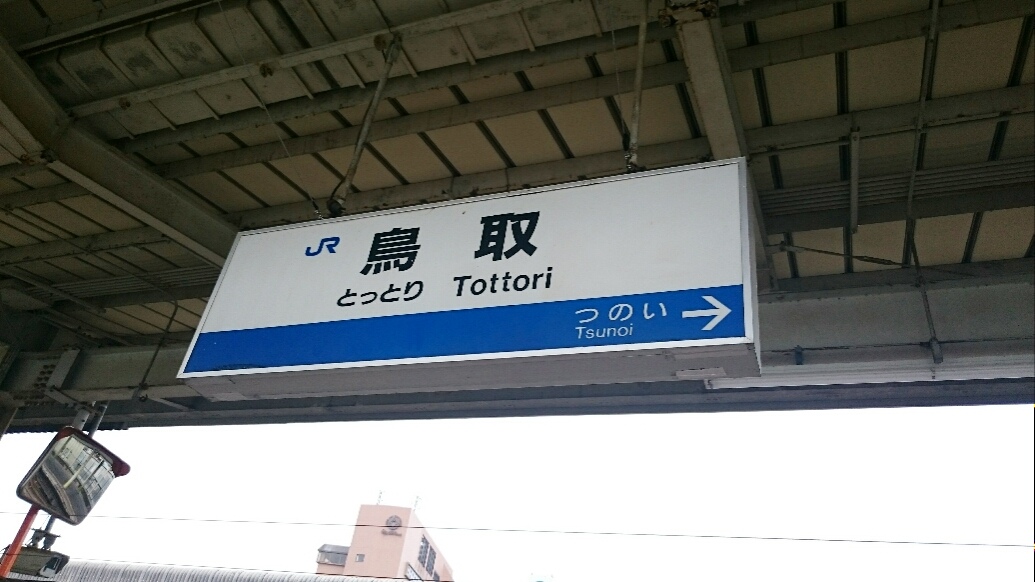 JR 鳥取
とっとり Tottori
つのい →
Tsunoi